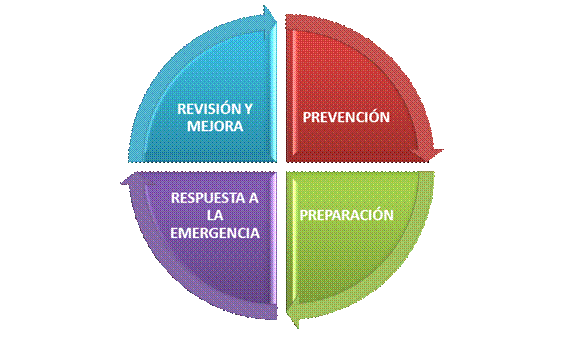 REVISIÓN Y
MEJORA
PREVENCIÓN
RESPUESTA A
LA
EMERGENCIA
PREPARACIÓN